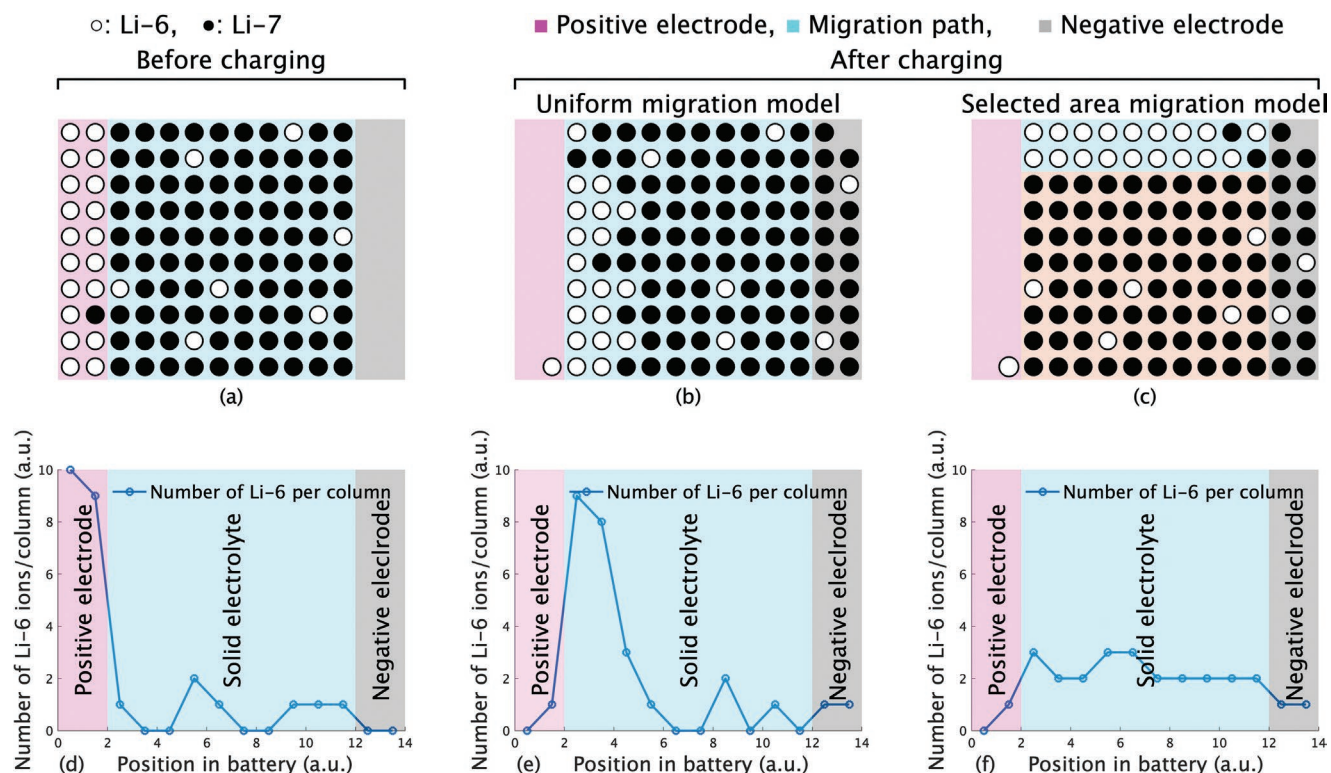 ○: Li-6, ●: Li-7
Positive electrode, Migration path, Negative electrode
Before charging
After charging
Uniform migration model
Selected area migration model
(a)
(b)
(c)
Number of Li-6 ions/column (a.u.)
10
8
6
4
2
0
Number of Li-6 per column
Positive electrode
Solid electrolyte
Negative electrode
0 2 4 6 8 10 12 14
(d) Position in battery (a.u.)
Number of Li-6 ions/column (a.u.)
10
8
6
4
2
0
Number of Li-6 per column
Positive electrode
Solid electrolyte
Negative eleclrode
0 2 4 6 8 10 12 14
(e) Position in battery (a.u.)
Number of Li-6 ions/column (a.u.)
10
8
6
4
2
0
Number of Li-6 per column
Positive electrode
Solid electrolyte
Negative electrode
0 2 4 6 8 10 12 14
(f) Position in battery (a.u.)